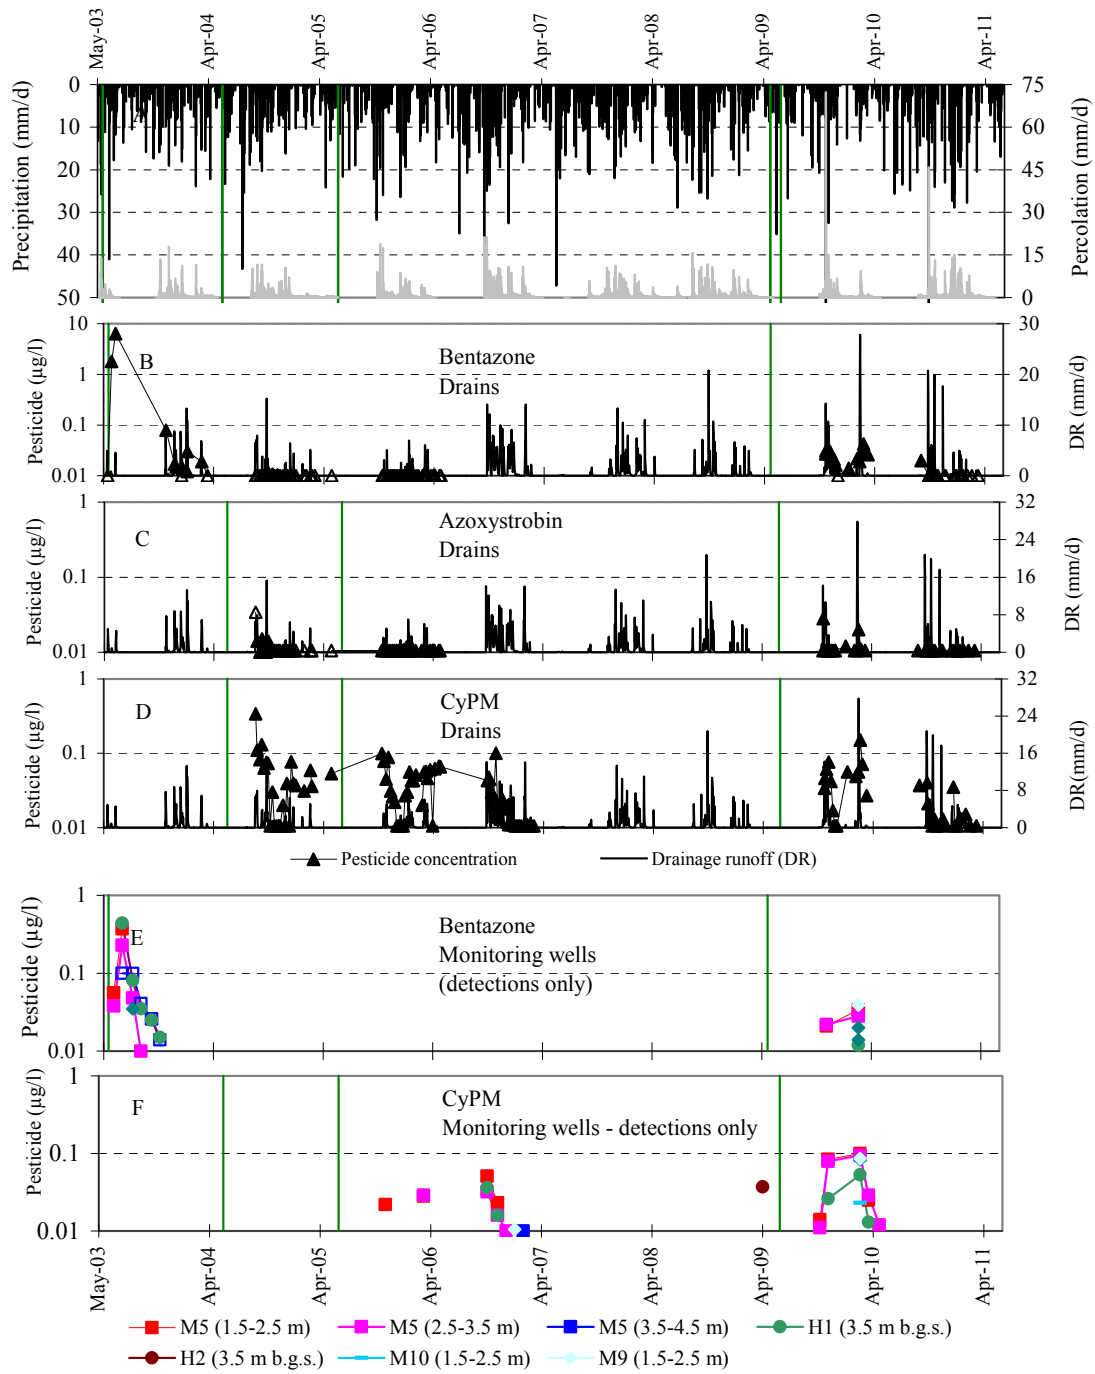 May-03 Apr-04 Apr-05 Apr-06 Apr-07 Apr-08 Apr-09 Apr-10 Apr-11
Precipitation (mm/d)
0
10
20
30
40
50
A
75
60
45
30
15
0
Percolation (mm/d)
Pesticide (µg/l)
10
1
0.1
0.01
B
Bentazone
Drains
30
20
10
0
DR (mm/d)
Pesticide (µg/l)
1
0.1
0.01
C
Azoxystrobin
Drains
32
24
16
8
0
DR (mm/d)
Pesticide (µg/l)
1
0.1
0.01
D
CyPM
Drains
32
24
16
8
0
DR(mm/d)
Pesticide concentration Drainage runoff (DR)
Pesticide (µg/l)
1
0.1
0.01
E
Bentazone
Monitoring wells
(detections only)
Pesticide (µg/l)
1
0.1
0.01
F
CyPM
Monitoring wells - detections only
May-03 Apr-04 Apr-05 Apr-06 Apr-07 Apr-08 Apr-09 Apr-10 Apr-11
M5 (1.5-2.5 m) M5 (2.5-3.5 m) M5 (3.5-4.5 m) H1 (3.5 m b.g.s.)
H2 (3.5 m b.g.s.) M10 (1.5-2.5 m) M9 (1.5-2.5 m)